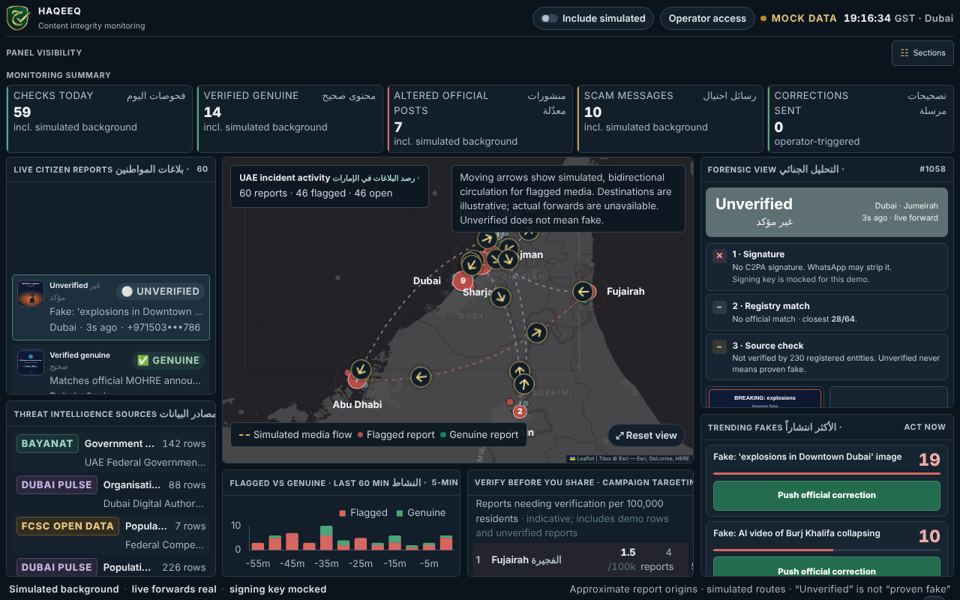 HAQEEQ
Content integrity monitoring
Include simulated
Operator access
MOCK DATA 19:16:34 GST · Dubai
PANEL VISIBILITY
Sections
MONITORING SUMMARY
CHECKS TODAY فحوصات اليوم
59
incl. simulated background
VERIFIED GENUINE محتوى صحيح
14
incl. simulated background
ALTERED OFFICIAL POSTS منشورات معدّلة
7
incl. simulated background
SCAM MESSAGES رسائل احتيال
10
incl. simulated background
CORRECTIONS SENT تصحيحات مرسلة
0
operator-triggered
LIVE CITIZEN REPORTS بلاغات المواطنين · 60
Unverified غير مؤكد
UNVERIFIED
Fake: 'explosions in Downtown ...
Dubai · 3s ago · +971503•••786
Verified genuine صحيح
GENUINE
Matches official MOHRE annou...
THREAT INTELLIGENCE SOURCES مصادر البيانات
BAYANAT Government ... 142 rows
UAE Federal Governmen...
DUBAI PULSE Organisati... 88 rows
Dubai Digital Author...
FCSC OPEN DATA Popula... 7 rows
Federal Compe...
DUBAI PULSE Populati... 226 rows
UAE incident activity رصد البلاغات في الإمارات ·
60 reports · 46 flagged · 46 open
Moving arrows show simulated, bidirectional
circulation for flagged media. Destinations are
illustrative; actual forwards are unavailable.
Unverified does not mean fake.
jman
Dubai
9
Sharja
Fujairah
DUBAI
BURAIMI
Abu Dhabi
2
n
Simulated media flow
Flagged report
Genuine report
Reset view
Leaflet | Tiles © Esri — Esri, DeLorme, HERE
FLAGGED VS GENUINE · LAST 60 MIN النشاط · 5-MIN
Flagged
Genuine
10
0
-55m -45m -35m -25m -15m -5m
VERIFY BEFORE YOU SHARE · CAMPAIGN TARGETIN
Reports needing verification per 100,000
residents · indicative; includes demo rows
and unverified reports
1 Fujairah الفجيرة 1.5 /100k 4 reports
FORENSIC VIEW التحليل الجنائي · #1058
Unverified
غير مؤكد
Dubai · Jumeirah
3s ago · live forward
1 · Signature
No C2PA signature. WhatsApp may strip it.
Signing key is mocked for this demo.
2 · Registry match
No official match · closest 28/64.
3 · Source check
Not verified by 230 registered entities. Unverified never
means proven fake.
BREAKING: explosions
TRENDING FAKES الأكثر انتشاراً · ACT NOW
Fake: 'explosions in Downtown Dubai' image 19
Push official correction
Fake: AI video of Burj Khalifa collapsing 10
Push official correction
Simulated background · live forwards real · signing key mocked
Approximate report origins · simulated routes · “Unverified” is not “proven fake”